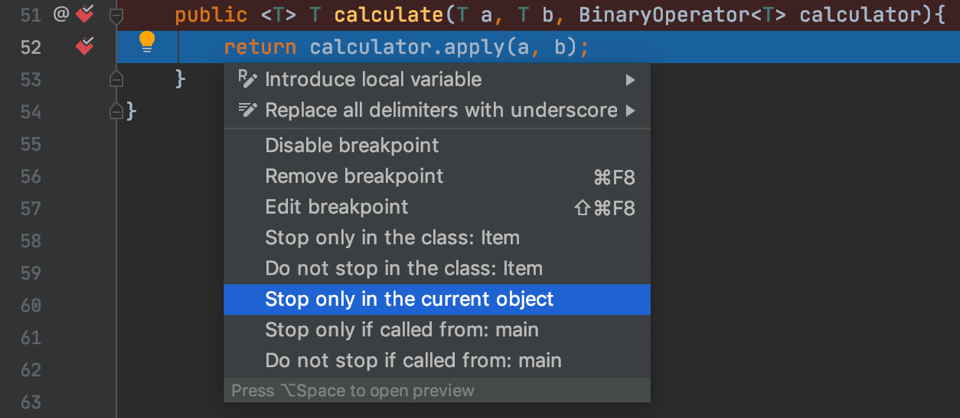 51 @ public <T> T calculate(T a, T b, BinaryOperator<T> calculator){
52 return calculator.apply(a, b);
53 }
54 }
55
56
57
58
59
60
61
62
63
Introduce local variable
Replace all delimiters with underscore
Disable breakpoint
Remove breakpoint ⌘F8
Edit breakpoint ⇧⌘F8
Stop only in the class: Item
Do not stop in the class: Item
Stop only in the current object
Stop only if called from: main
Do not stop if called from: main
Press ⌥Space to open preview